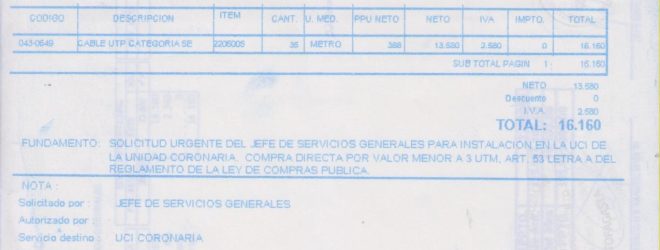 CODIGO DESCRIPCION ITEM CANT. U. MED. PPU NETO NETO IVA IMPTO. TOTAL
043-0649 CABLE UTP CATEGORIA 5E 2206005 35 METRO 388 13.580 2.580 0 16.160
SUB TOTAL PAGIN 1 16.160
NETO 13.580
Descuento 0
I.V.A 2.580
TOTAL: 16.160
FUNDAMENTO: SOLICITUD URGENTE DEL JEFE DE SERVICIOS GENERALES PARA INSTALACION EN LA UCI DE
LA UNIDAD CORONARIA. COMPRA DIRECTA POR VALOR MENOR A 3 UTM, ART. 53 LETRA A DEL
REGLAMENTO DE LA LEY DE COMPRAS PUBLICA.
NOTA :
Solicitado por : JEFE DE SERVICIOS GENERALES
Autorizado por :
Servicio destino : UCI CORONARIA